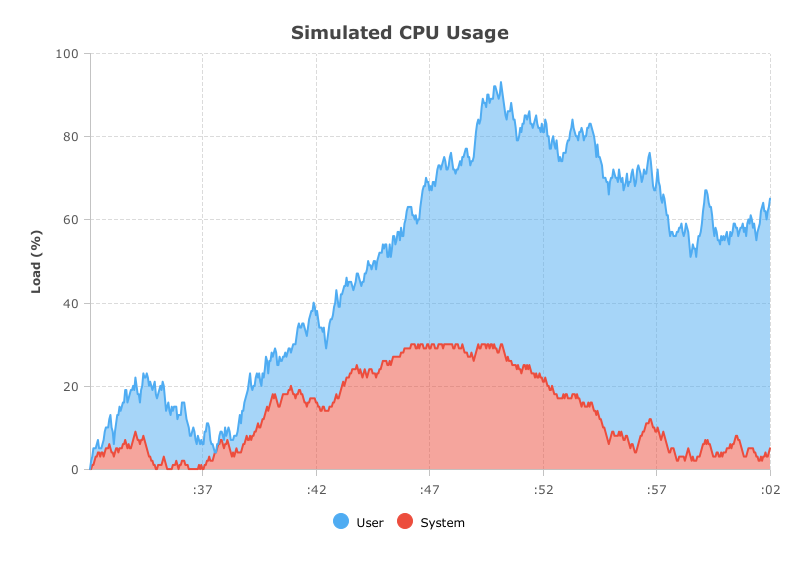 Simulated CPU Usage
100
80
60
40
20
0
Load (%)
:37 :42 :47 :52 :57 :02
User System